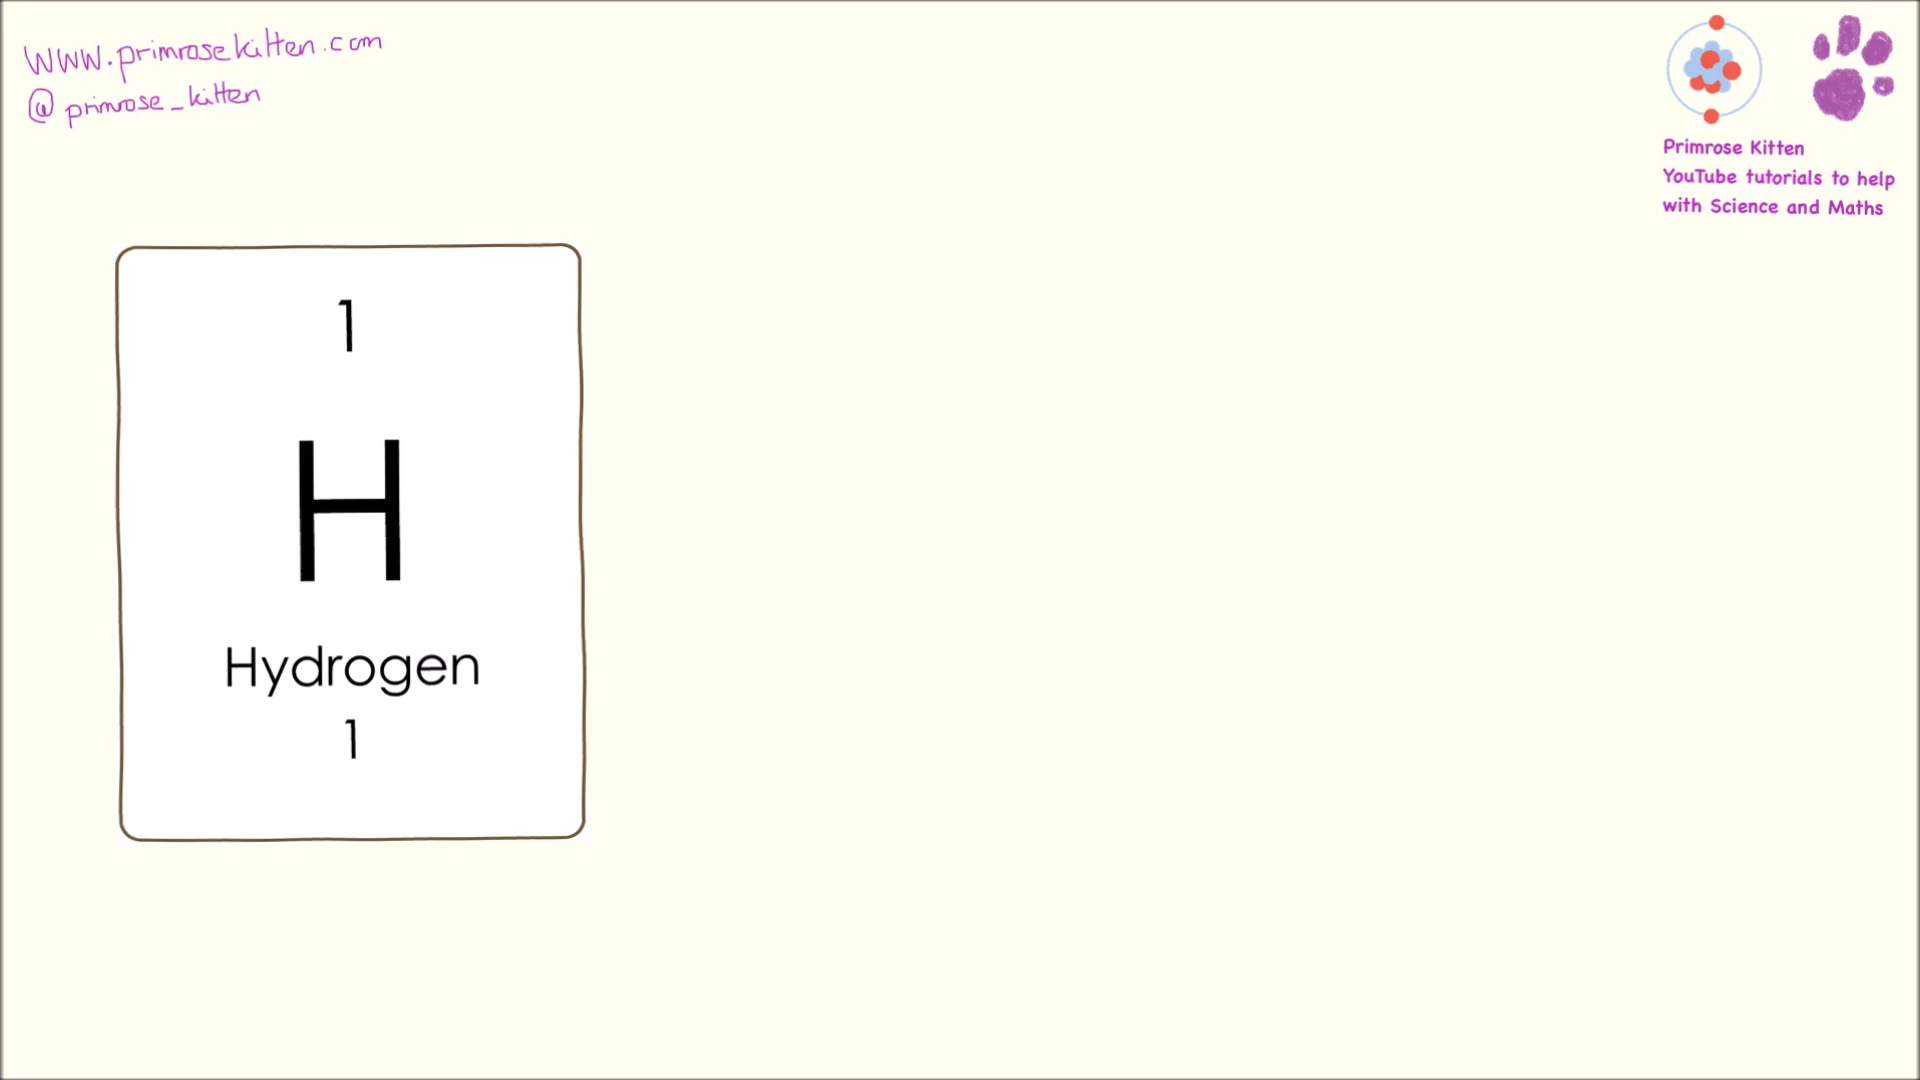 www.primrosekitten.com
@primrose_kitten
Primrose Kitten
YouTube tutorials to help
with Science and Maths
1
H
Hydrogen
1